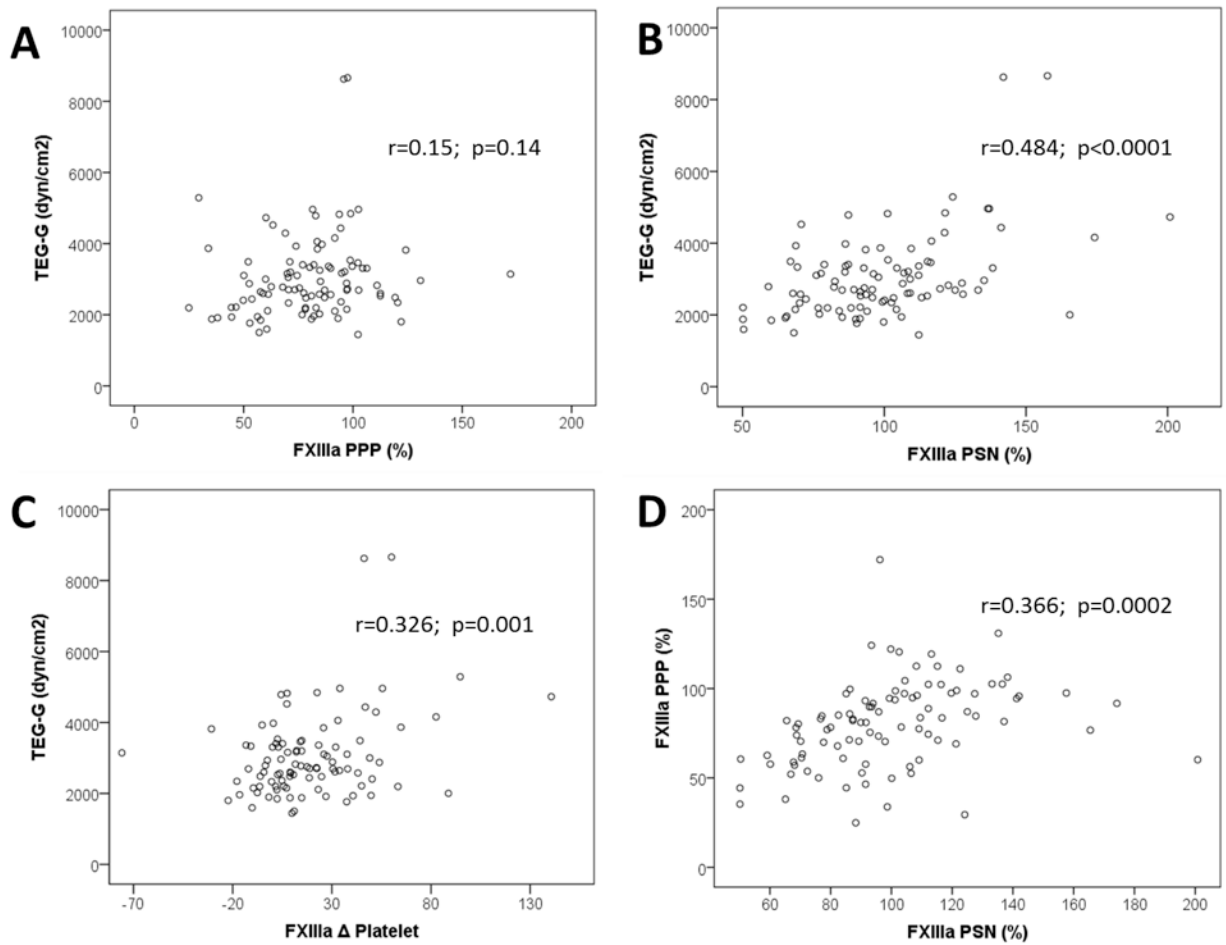 A
10000
8000
6000
4000
2000
0
TEG-G (dyn/cm2)
r=0.15; p=0.14
0 50 100 150 200
FXIIIa PPP (%)
B
10000
8000
6000
4000
2000
0
TEG-G (dyn/cm2)
r=0.484; p<0.0001
50 100 150 200
FXIIIa PSN (%)
C
10000
8000
6000
4000
2000
0
TEG-G (dyn/cm2)
r=0.326; p=0.001
-70 -20 30 80 130
FXIIIa Δ Platelet
D
200
150
100
50
0
FXIIIa PPP (%)
r=0.366; p=0.0002
60 80 100 120 140 160 180 200
FXIIIa PSN (%)